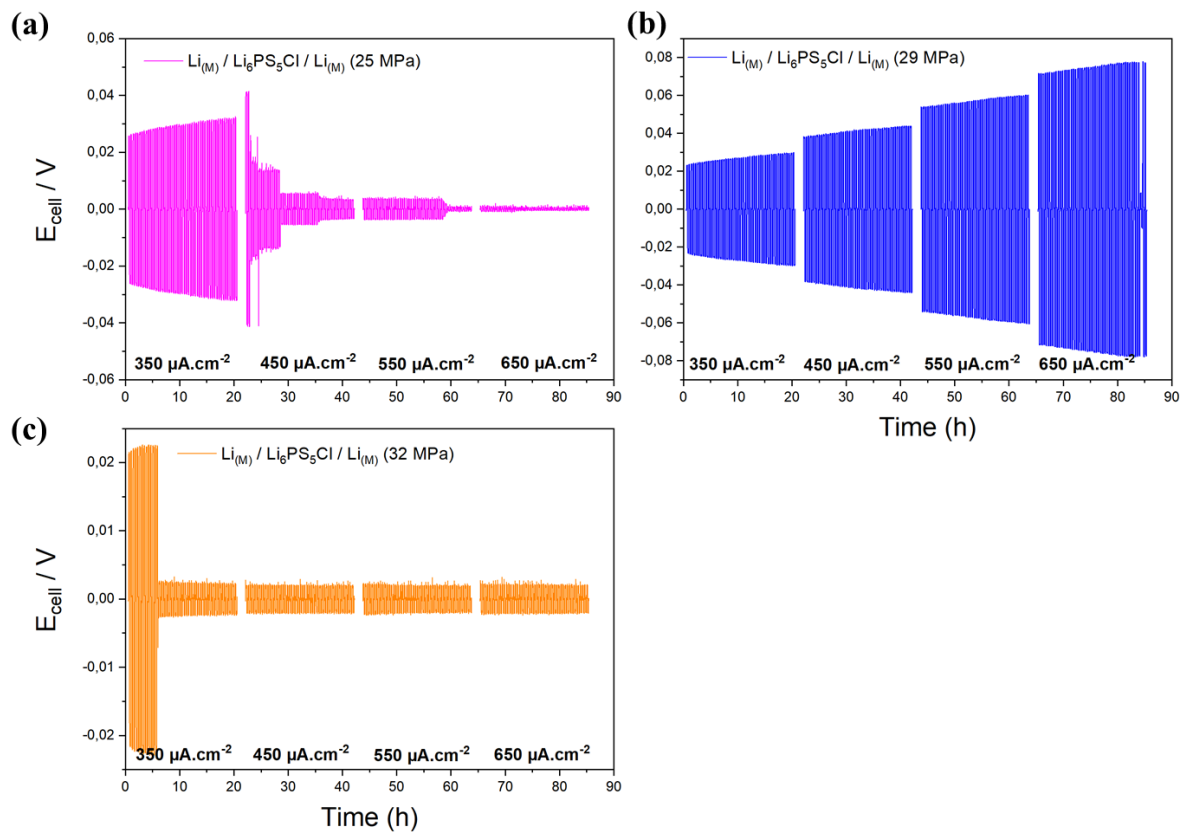 (a)
Li(M) / Li6PS5Cl / Li(M) (25 MPa)
E_cell / V
0,06
0,04
0,02
0,00
-0,02
-0,04
-0,06
350 µA.cm⁻² 450 µA.cm⁻² 550 µA.cm⁻² 650 µA.cm⁻²
0 10 20 30 40 50 60 70 80 90
(b)
Li(M) / Li6PS5Cl / Li(M) (29 MPa)
0,08
0,06
0,04
0,02
0,00
-0,02
-0,04
-0,06
-0,08
350 µA.cm⁻² 450 µA.cm⁻² 550 µA.cm⁻² 650 µA.cm⁻²
0 10 20 30 40 50 60 70 80 90
Time (h)
(c)
Li(M) / Li6PS5Cl / Li(M) (32 MPa)
E_cell / V
0,02
0,01
0,00
-0,01
-0,02
350 µA.cm⁻² 450 µA.cm⁻² 550 µA.cm⁻² 650 µA.cm⁻²
0 10 20 30 40 50 60 70 80 90
Time (h)